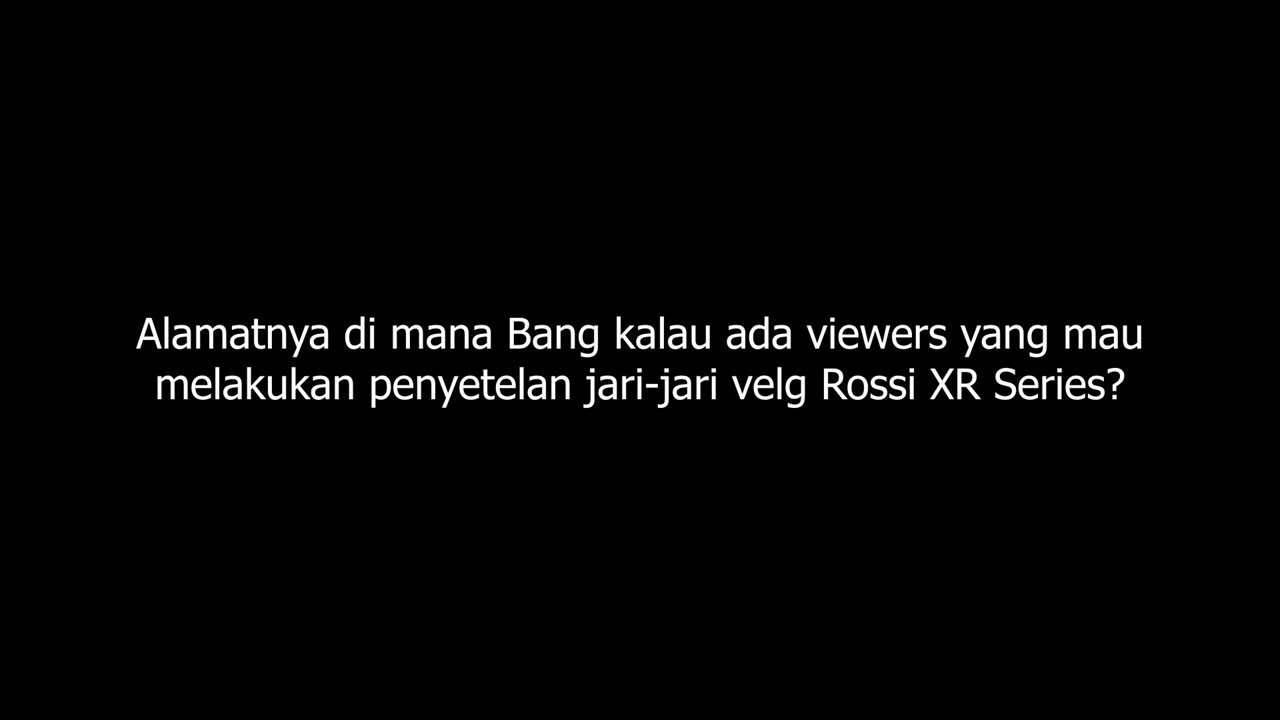 Alamatnya di mana Bang kalau ada viewers yang mau
melakukan penyetelan jari-jari velg Rossi XR Series?